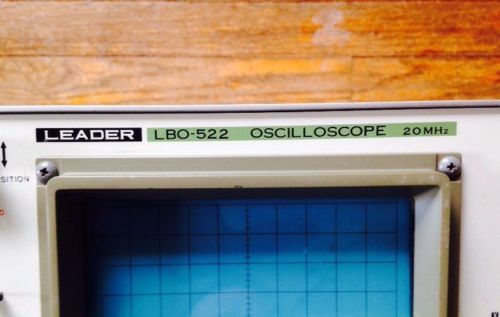 LEADER LBO-522 OSCILLOSCOPE 20MHz
SITION